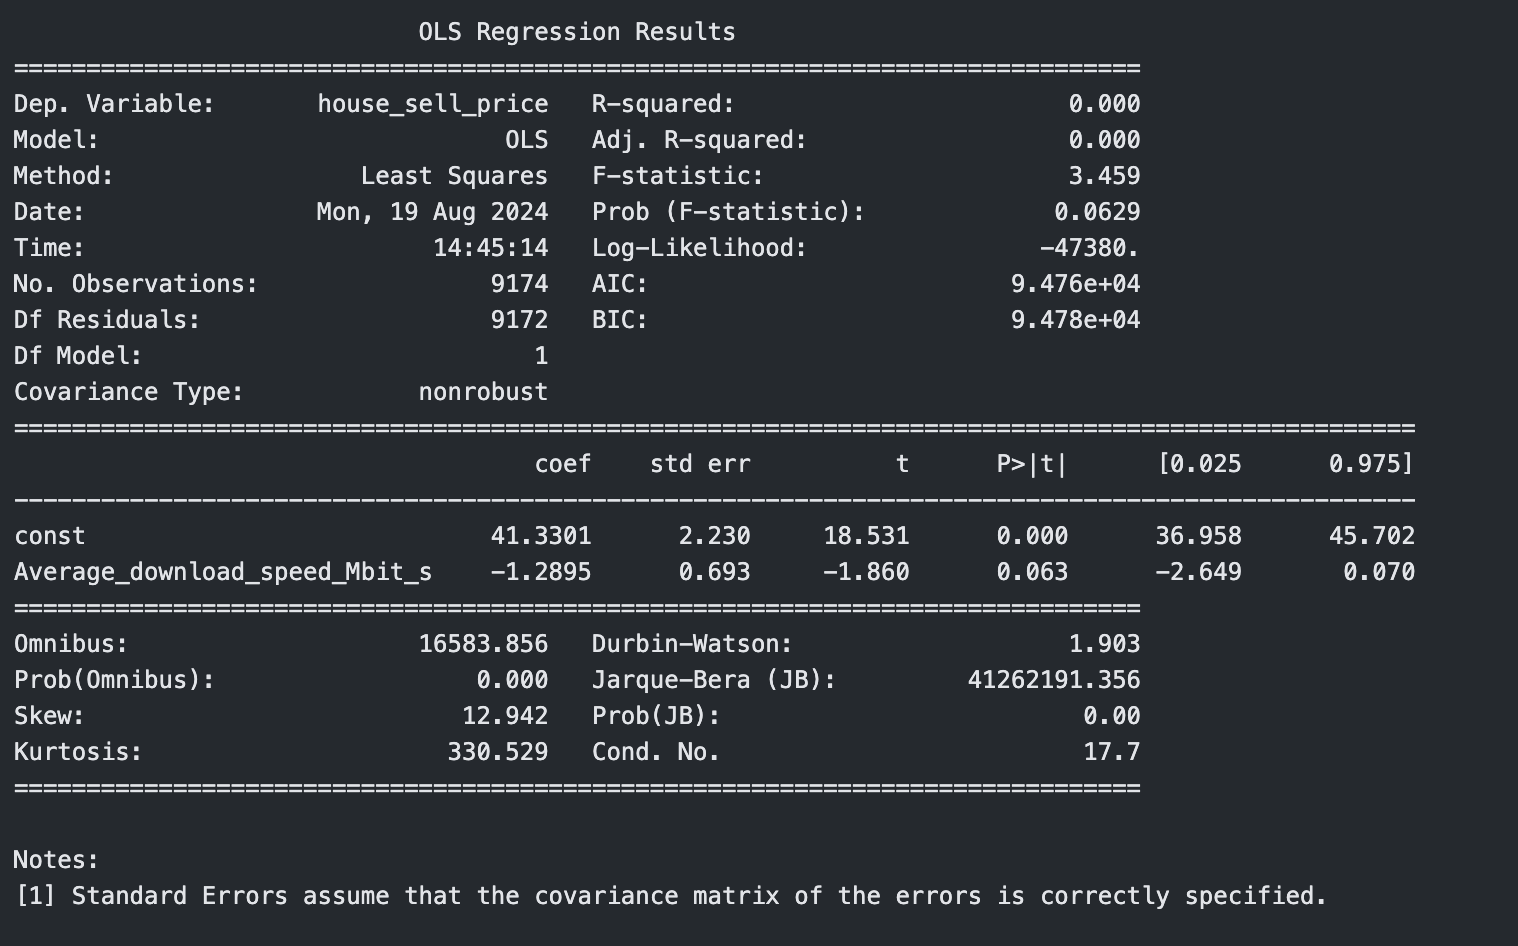 OLS Regression Results
==============================================================================
Dep. Variable:       house_sell_price   R-squared:                       0.000
Model:                            OLS   Adj. R-squared:                  0.000
Method:                 Least Squares   F-statistic:                     3.459
Date:                Mon, 19 Aug 2024   Prob (F-statistic):             0.0629
Time:                        14:45:14   Log-Likelihood:                -47380.
No. Observations:                9174   AIC:                         9.476e+04
Df Residuals:                    9172   BIC:                         9.478e+04
Df Model:                           1
Covariance Type:            nonrobust
=================================================================================================
                                    coef    std err          t      P>|t|      [0.025      0.975]
-------------------------------------------------------------------------------------------------
const                            41.3301      2.230     18.531      0.000      36.958      45.702
Average_download_speed_Mbit_s    -1.2895      0.693     -1.860      0.063      -2.649       0.070
==============================================================================
Omnibus:                    16583.856   Durbin-Watson:                   1.903
Prob(Omnibus):                  0.000   Jarque-Bera (JB):         41262191.356
Skew:                          12.942   Prob(JB):                         0.00
Kurtosis:                     330.529   Cond. No.                         17.7
==============================================================================
Notes:
[1] Standard Errors assume that the covariance matrix of the errors is correctly specified.